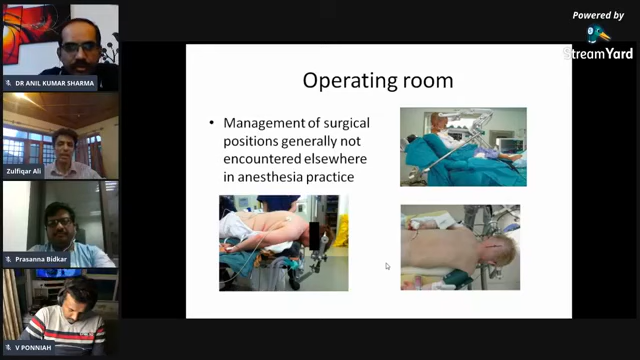 Powered by
StreamYard
DR ANIL KUMAR SHARMA
Zulfiqar Ali
Prasanna Bidkar
V PONNIAH
Operating room
• Management of surgical
positions generally not
encountered elsewhere
in anesthesia practice